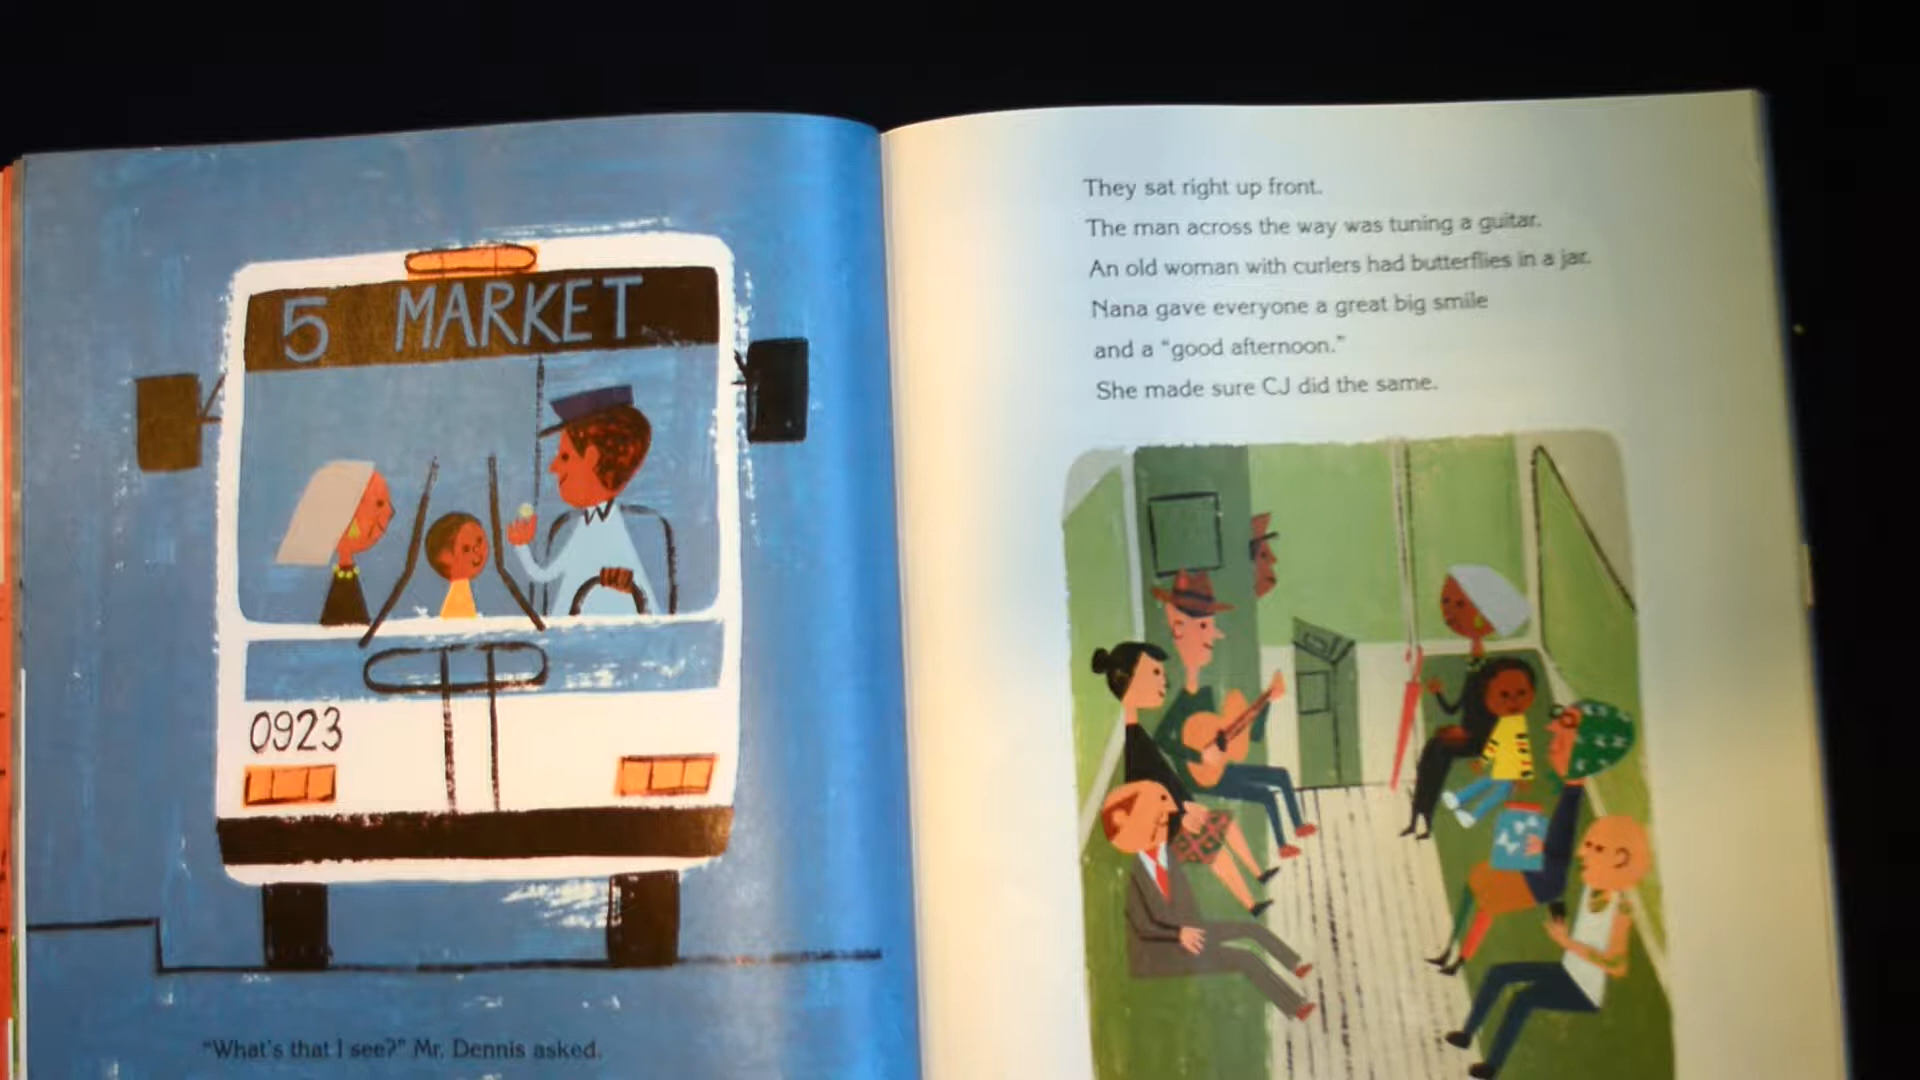 5 MARKET
0923
"What's that I see?" Mr. Dennis asked.
They sat right up front.
The man across the way was tuning a guitar.
An old woman with curlers had butterflies in a jar.
Nana gave everyone a great big smile
and a "good afternoon."
She made sure CJ did the same.